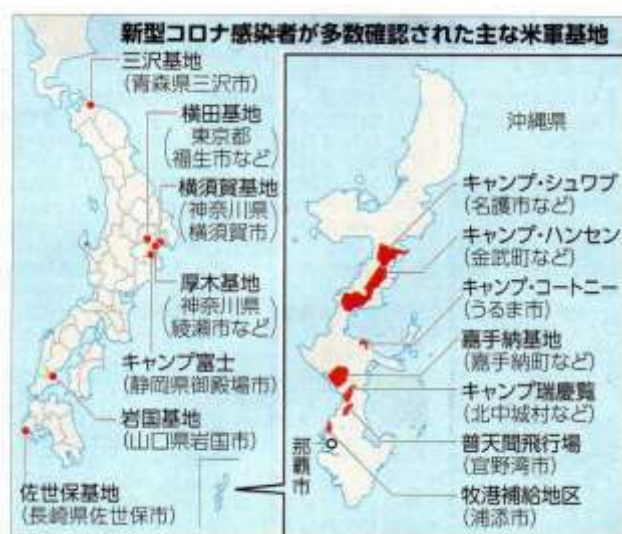 新型コロナ感染者が多数確認された主な米軍基地
三沢基地
(青森県三沢市)
横田基地
(東京都
福生市など)
横須賀基地
(神奈川県
横須賀市)
厚木基地
(神奈川県
綾瀬市など)
キャンプ富士
(静岡県御殿場市)
岩国基地
(山口県岩国市)
佐世保基地
(長崎県佐世保市)
沖縄県
キャンプ・シュワブ
(名護市など)
キャンプ・ハンセン
(金武町など)
キャンプ・コートニー
(うるま市)
嘉手納基地
(嘉手納町など)
キャンプ瑞慶覧
(北中城村など)
普天間飛行場
(宜野湾市)
牧港補給地区
(浦添市)
那覇市